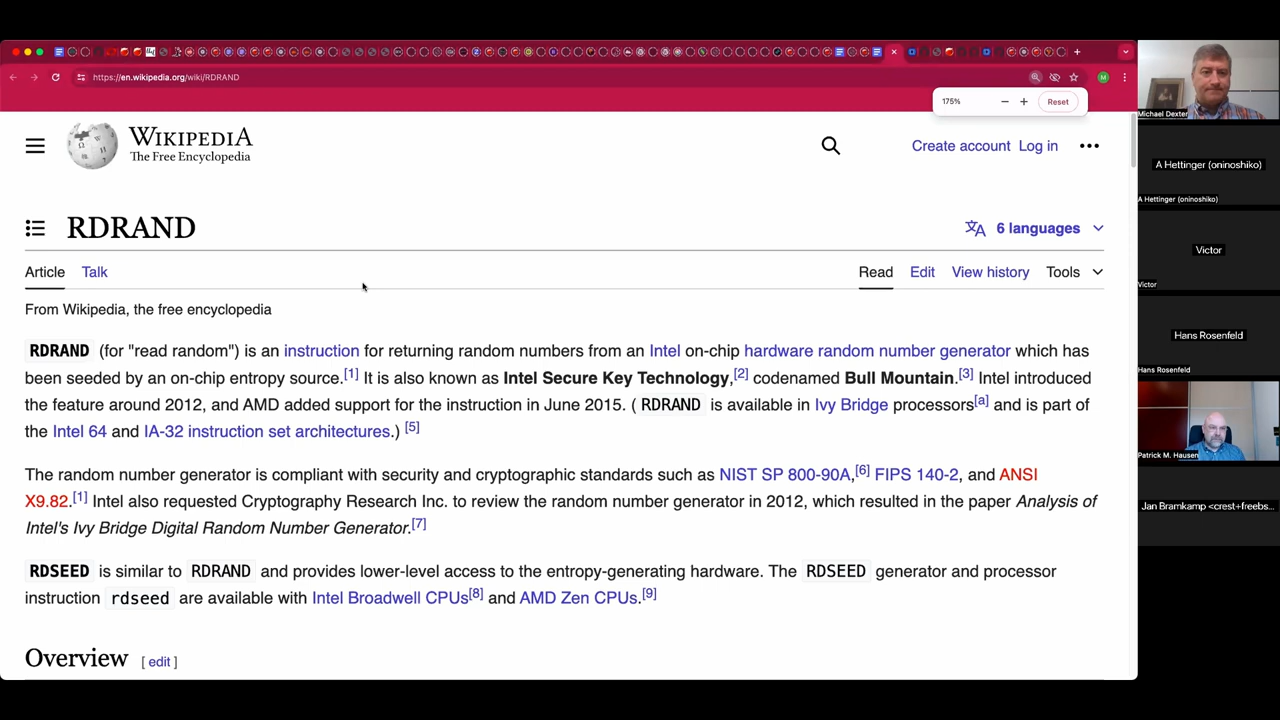 https://en.wikipedia.org/wiki/RDRAND
M
175%
Reset
WIKIPEDIA
The Free Encyclopedia
Create account Log in
RDRAND
6 languages
Article Talk
Read Edit View history Tools
From Wikipedia, the free encyclopedia
RDRAND (for "read random") is an instruction for returning random numbers from an Intel on-chip hardware random number generator which has
been seeded by an on-chip entropy source.[1] It is also known as Intel Secure Key Technology,[2] codenamed Bull Mountain.[3] Intel introduced
the feature around 2012, and AMD added support for the instruction in June 2015. ( RDRAND is available in Ivy Bridge processors[a] and is part of
the Intel 64 and IA-32 instruction set architectures.) [5]
The random number generator is compliant with security and cryptographic standards such as NIST SP 800-90A,[6] FIPS 140-2, and ANSI
X9.82.[1] Intel also requested Cryptography Research Inc. to review the random number generator in 2012, which resulted in the paper Analysis of
Intel's Ivy Bridge Digital Random Number Generator.[7]
RDSEED is similar to RDRAND and provides lower-level access to the entropy-generating hardware. The RDSEED generator and processor
instruction rdseed are available with Intel Broadwell CPUs[8] and AMD Zen CPUs.[9]
Overview [ edit ]
Michael Dexter
A Hettinger (oninoshiko)
A Hettinger (oninoshiko)
Victor
Victor
Hans Rosenfeld
Hans Rosenfeld
Patrick M. Hausen
Jan Bramkamp <crest+freebs...